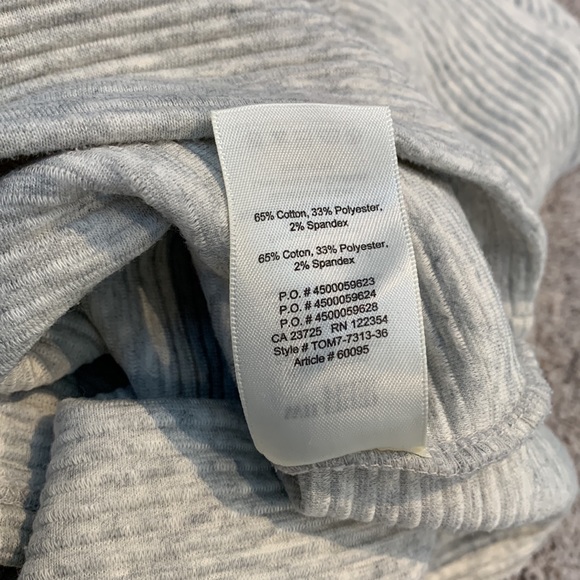 65% Cotton, 33% Polyester,
2% Spandex
65% Coton, 33% Polyester,
2% Spandex
P.O. # 4500059623
P.O. # 4500059624
P.O. # 4500059628
CA 23725 RN 122354
Style # TOM7-7313-36
Article # 60095